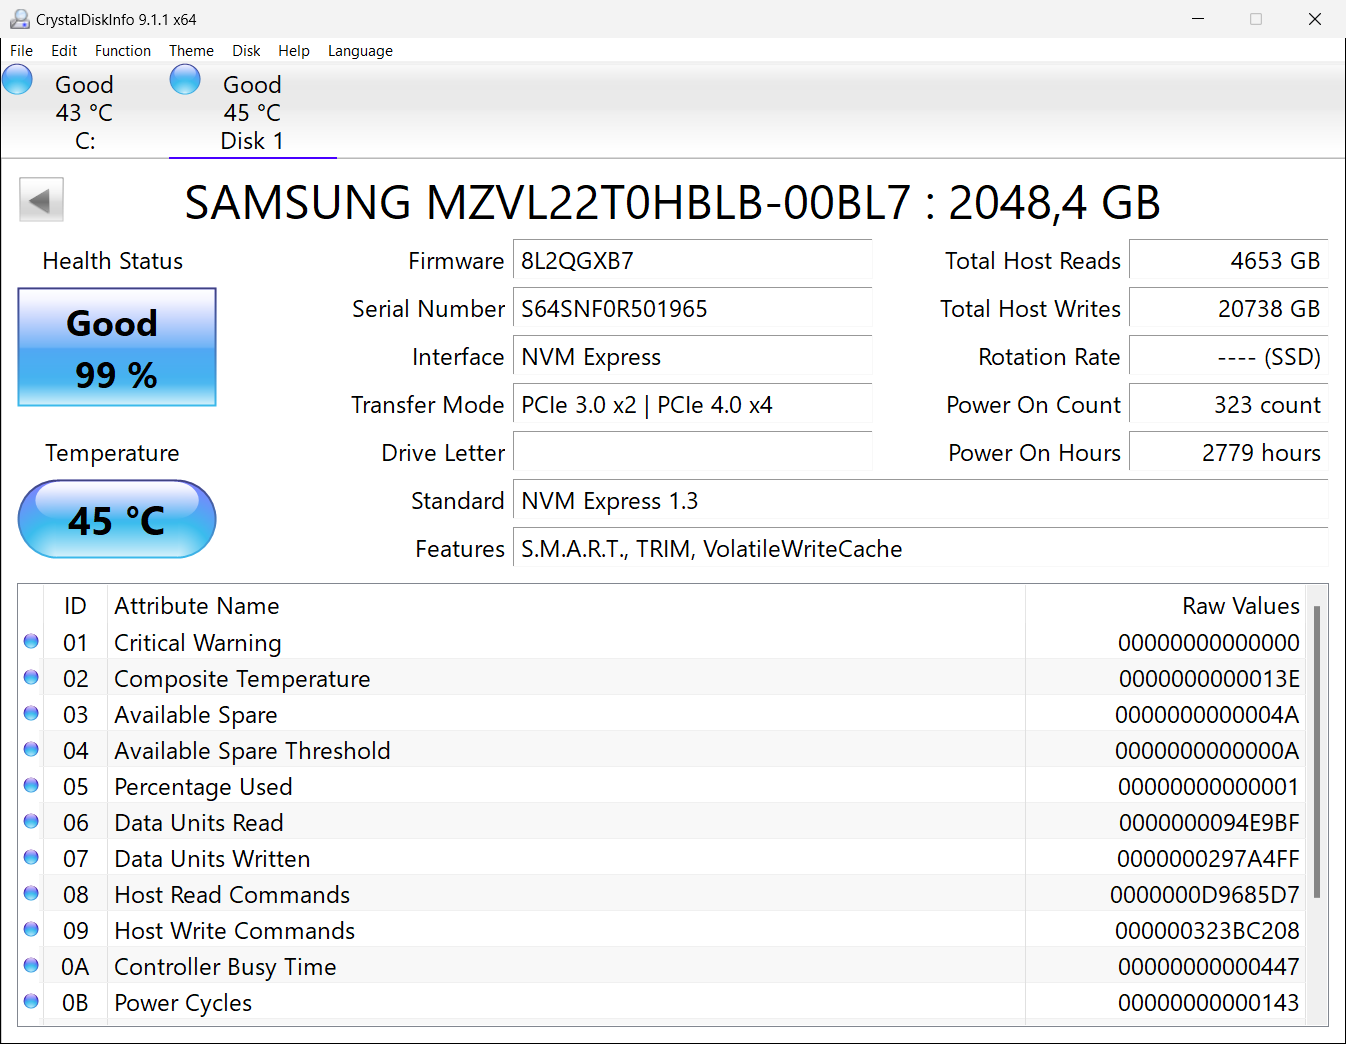 CrystalDiskInfo 9.1.1 x64
File Edit Function Theme Disk Help Language
Good
43 °C
C:
Good
45 °C
Disk 1
SAMSUNG MZVL22T0HBLB-00BL7 : 2048,4 GB
Health Status
Good
99 %
Temperature
45 °C
Firmware 8L2QGXB7
Serial Number S64SNF0R501965
Interface NVM Express
Transfer Mode PCIe 3.0 x2 | PCIe 4.0 x4
Drive Letter
Standard NVM Express 1.3
Features S.M.A.R.T., TRIM, VolatileWriteCache
Total Host Reads 4653 GB
Total Host Writes 20738 GB
Rotation Rate ---- (SSD)
Power On Count 323 count
Power On Hours 2779 hours
ID Attribute Name Raw Values
01 Critical Warning 00000000000000
02 Composite Temperature 0000000000013E
03 Available Spare 0000000000004A
04 Available Spare Threshold 0000000000000A
05 Percentage Used 00000000000001
06 Data Units Read 0000000094E9BF
07 Data Units Written 0000000297A4FF
08 Host Read Commands 0000000D9685D7
09 Host Write Commands 000000323BC208
0A Controller Busy Time 00000000000447
0B Power Cycles 00000000000143